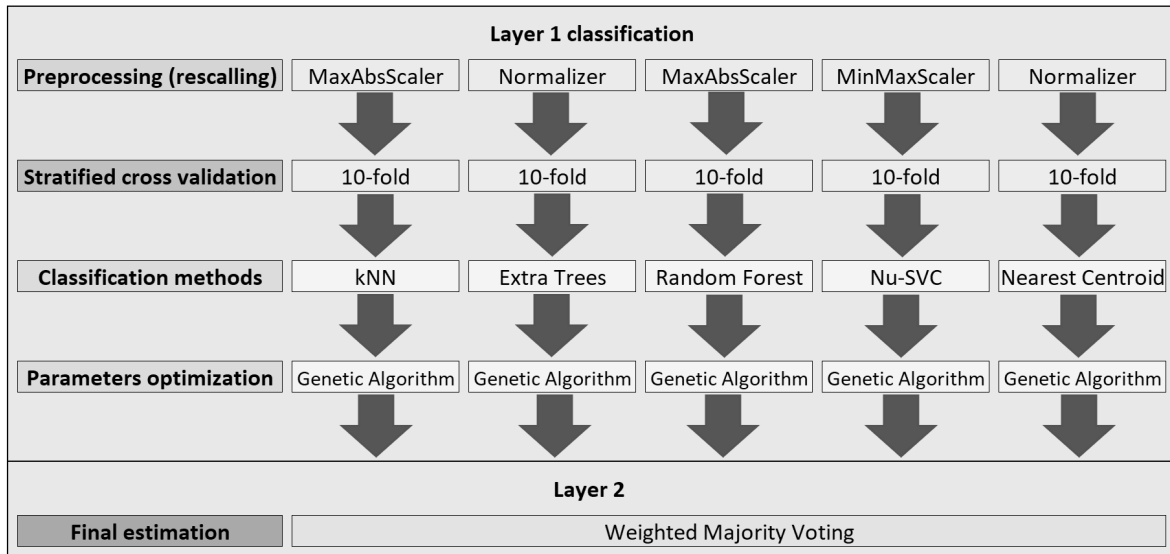 Layer 1 classification
Preprocessing (rescalling) MaxAbsScaler Normalizer MaxAbsScaler MinMaxScaler Normalizer
Stratified cross validation 10-fold 10-fold 10-fold 10-fold 10-fold
Classification methods kNN Extra Trees Random Forest Nu-SVC Nearest Centroid
Parameters optimization Genetic Algorithm Genetic Algorithm Genetic Algorithm Genetic Algorithm Genetic Algorithm
Layer 2
Final estimation Weighted Majority Voting